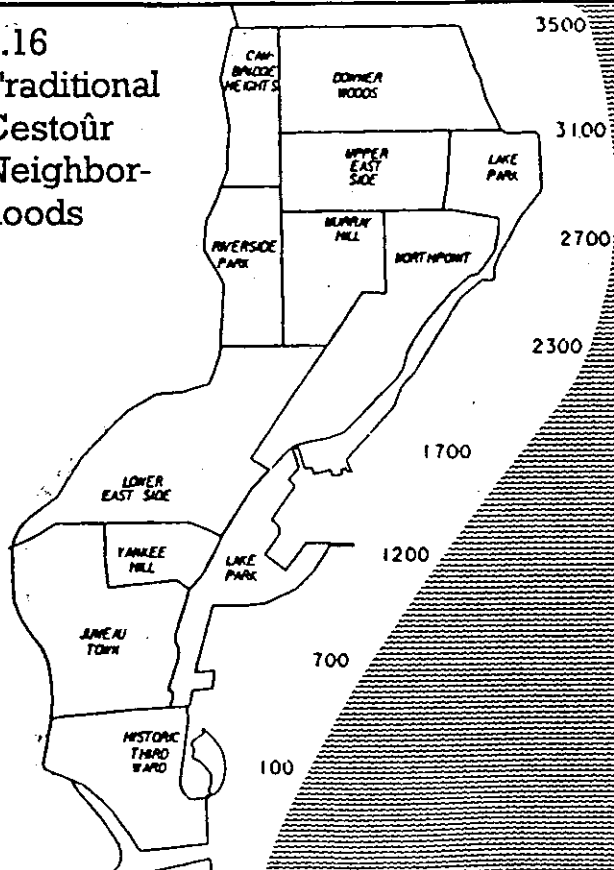 .16
Traditional
Cestoûr
Neighbor-
hoods
3500
CAM-
BRIDGE
HEIGHTS
DOWNER
WOODS
3100
UPPER
EAST
SIDE
LAKE
PARK
2700
RIVERSIDE
PARK
MURRAY
HILL
NORTHPOINT
2300
1700
LOWER
EAST SIDE
1200
YANKEE
HILL
LAKE
PARK
JUNEAU
TOWN
700
HISTORIC
THIRD
WARD
100